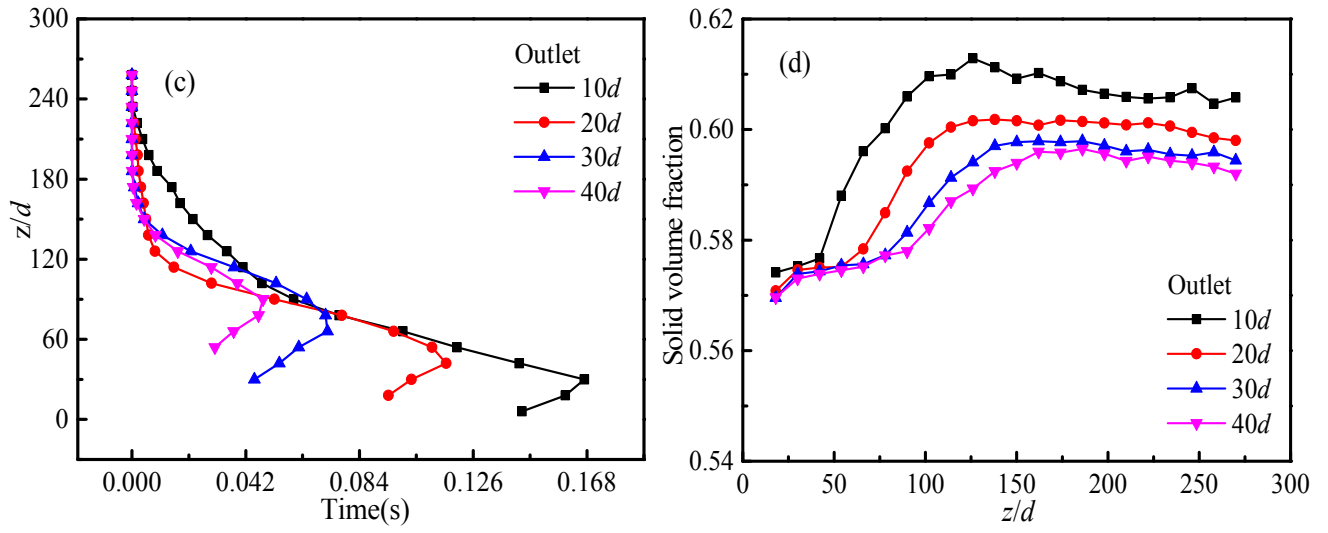 300
240
180
120
60
0
z/d
(c)
Outlet
10d
20d
30d
40d
0.000 0.042 0.084 0.126 0.168
Time(s)
0.62
0.60
0.58
0.56
0.54
Solid volume fraction
(d)
Outlet
10d
20d
30d
40d
0 50 100 150 200 250 300
z/d